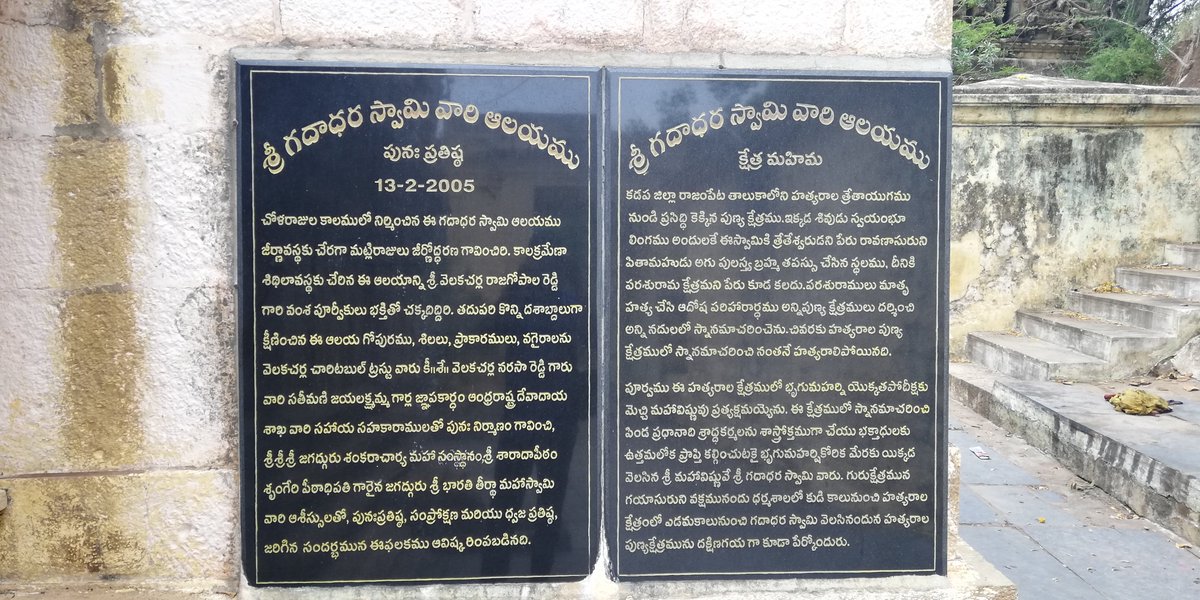 శ్రీ గదాధర స్వామి వారి ఆలయము
పునః ప్రతిష్ఠ
13-2-2005
చోళరాజుల కాలములో నిర్మించిన ఈ గదాధర స్వామి ఆలయము
జీర్ణావస్థకు చేరగా మట్లిరాజులు జీర్ణోద్ధరణ గావించిరి. కాలక్రమేణా
శిథిలావస్థకు చేరిన ఈ ఆలయాన్ని శ్రీ. వెలకచర్ల రాజగోపాల రెడ్డి
గారి వంశ పూర్వీకులు భక్తితో చక్కదిద్దిరి. తదుపరి కొన్ని దశాబ్దాలుగా
క్షీణించిన ఈ ఆలయ గోపురము, శిలలు, ప్రాకారములు, వగైరాలను
వెలకచర్ల చారిటబుల్ ట్రస్టు వారు కీ॥శే॥ వెలకచర్ల నరసా రెడ్డి గారు
వారి సతీమణి జయలక్ష్మమ్మ గార్ల జ్ఞాపకార్ధం ఆంధ్రరాష్ట్ర దేవాదాయ
శాఖ వారి సహాయ సహకారాములతో పునః నిర్మాణం గావించి,
శ్రీశ్రీశ్రీ జగద్గురు శంకరాచార్య మహా సంస్థానం,శ్రీ శారాదాపీఠం
శృంగేరి పీఠాధిపతి గారైన జగద్గురు శ్రీ భారతి తీర్థా మహాస్వామి
వారి ఆశీస్సులతో, పునఃప్రతిష్ఠ, సంప్రోక్షణ మరియు ధ్వజ ప్రతిష్ఠ,
జరిగిన సందర్భమున ఈఫలకము ఆవిష్క రింపబడినది.
శ్రీ గదాధర స్వామి వారి ఆలయము
క్షేత్ర మహిమ
కడప జిల్లా రాజంపేట తాలుకాలోని హత్యరాల త్రేతాయుగము
నుండి ప్రసిద్ధి కెక్కిన పుణ్య క్షేత్రము.ఇక్కడ శివుడు స్వయంభూ
లింగము అందులకే ఈస్వామికి త్రేతేశ్వరుడని పేరు రావణాసురుని
పితామహుడు అగు పులస్త్వ బ్రహ్మ తపస్సు చేసిన స్థలము, దీనికి
పరశురామ క్షేత్రమని పేరు కూడ కలదు.పరశురాములు మాతృ
హత్య చేసి ఆదోష పరిహారార్ధము అన్నిపుణ్య క్షేత్రములు దర్శించి
అన్ని నదులలో స్నానమాచరించెను.చివరకు హత్యరాల పుణ్య
క్షేత్రములో స్నానమాచరించి నంతనే హత్యరాలిపోయినది.
పూర్వము ఈ హత్యరాల క్షేత్రములో భృగుమహర్షి యొక్కతపోదీక్షకు
మెచ్చి మహావిష్ణువు ప్రత్యక్షమయ్యెను. ఈ క్షేత్రములో స్నానమాచరించి
పిండ ప్రధానాది శ్రాద్ధకర్మలను శాస్త్రోక్తముగా చేయు భక్తాధులకు
ఉత్తమలోక ప్రాప్తి కల్గించుటకై భృగుమహర్షికోరిక మేరకు యిక్కడ
వెలసిన శ్రీ మహావిష్ణువే శ్రీ గదాధర స్వామి వారు. గురుక్షేత్రమున
గయాసురుని వక్షమునందు ధర్మశాలలో కుడి కాలునుంచి హత్యరాల
క్షేత్రంలో ఎడమకాలునుంచి గదాధర స్వామి వెలసినందున హత్యరాల
పుణ్యక్షేత్రమును దక్షిణగయ గా కూడా పేర్కోందురు.